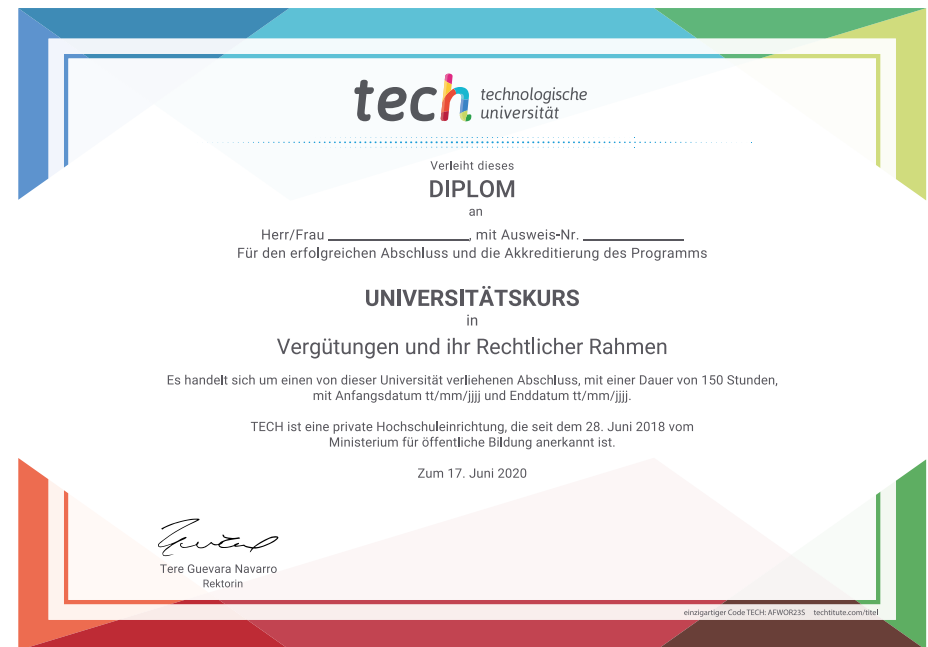 tech technologische
universität
Verleiht dieses
DIPLOM
an
Herr/Frau ____________________, mit Ausweis-Nr. ______________
Für den erfolgreichen Abschluss und die Akkreditierung des Programms
UNIVERSITÄTSKURS
in
Vergütungen und ihr Rechtlicher Rahmen
Es handelt sich um einen von dieser Universität verliehenen Abschluss, mit einer Dauer von 150 Stunden,
mit Anfangsdatum tt/mm/jjjj und Enddatum tt/mm/jjjj.
TECH ist eine private Hochschuleinrichtung, die seit dem 28. Juni 2018 vom
Ministerium für öffentliche Bildung anerkannt ist.
Zum 17. Juni 2020
Tere Guevara Navarro
Rektorin
einzigartiger Code TECH: AFWOR235 techtitute.com/titel